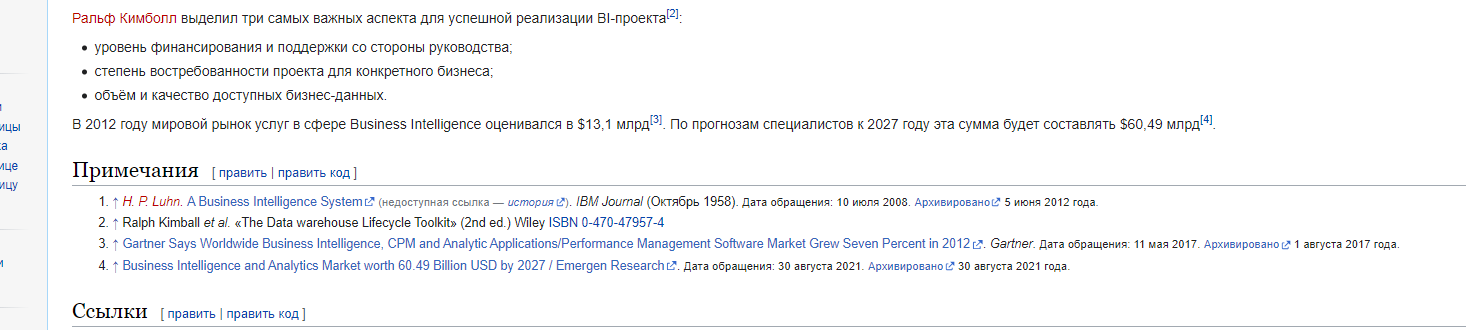 Ральф Кимболл выделил три самых важных аспекта для успешной реализации BI-проекта[2]:
• уровень финансирования и поддержки со стороны руководства;
• степень востребованности проекта для конкретного бизнеса;
• объём и качество доступных бизнес-данных.
В 2012 году мировой рынок услуг в сфере Business Intelligence оценивался в $13,1 млрд[3]. По прогнозам специалистов к 2027 году эта сумма будет составлять $60,49 млрд[4].
Примечания [ править | править код ]
1. ↑ H. P. Luhn. A Business Intelligence System (недоступная ссылка — история). IBM Journal (Октябрь 1958). Дата обращения: 10 июля 2008. Архивировано 5 июня 2012 года.
2. ↑ Ralph Kimball et al. «The Data warehouse Lifecycle Toolkit» (2nd ed.) Wiley ISBN 0-470-47957-4
3. ↑ Gartner Says Worldwide Business Intelligence, CPM and Analytic Applications/Performance Management Software Market Grew Seven Percent in 2012. Gartner. Дата обращения: 11 мая 2017. Архивировано 1 августа 2017 года.
4. ↑ Business Intelligence and Analytics Market worth 60.49 Billion USD by 2027 / Emergen Research. Дата обращения: 30 августа 2021. Архивировано 30 августа 2021 года.
Ссылки [ править | править код ]